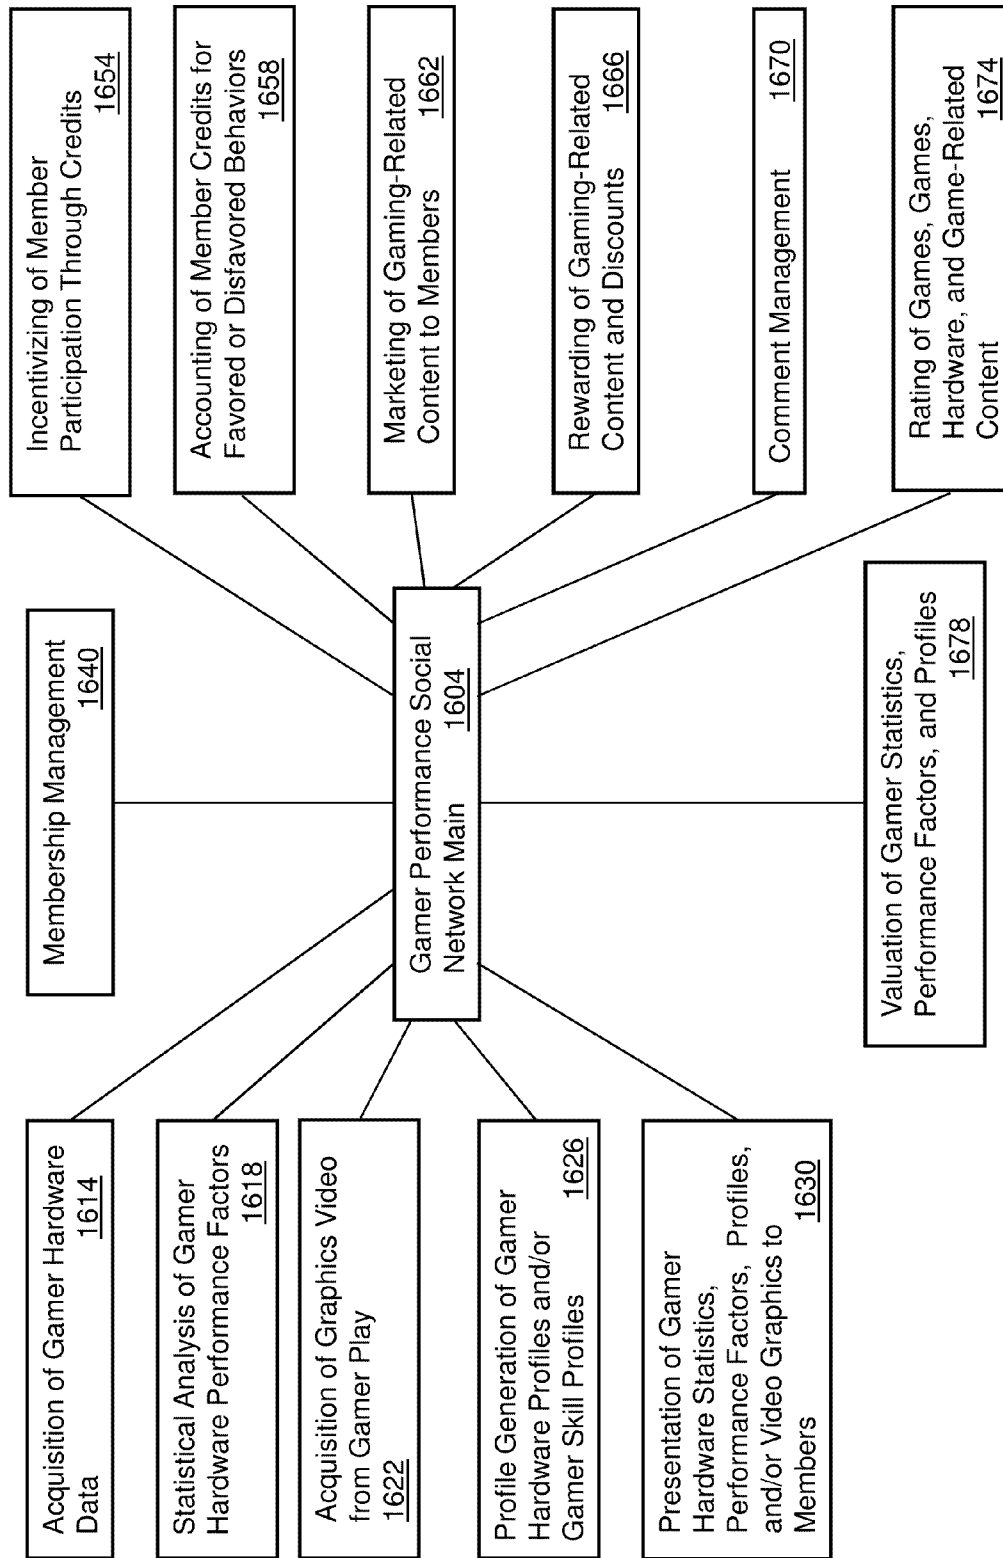 Acquisition of Gamer Hardware
Data 1614
Statistical Analysis of Gamer
Hardware Performance Factors
1618
Acquisition of Graphics Video
from Gamer Play
1622
Profile Generation of Gamer
Hardware Profiles and/or
Gamer Skill Profiles 1626
Presentation of Gamer
Hardware Statistics,
Performance Factors, Profiles,
and/or Video Graphics to
Members 1630
Membership Management
1640
Gamer Performance Social
Network Main 1604
Valuation of Gamer Statistics,
Performance Factors, and Profiles
1678
Incentivizing of Member
Participation Through Credits
1654
Accounting of Member Credits for
Favored or Disfavored Behaviors
1658
Marketing of Gaming-Related
Content to Members 1662
Rewarding of Gaming-Related
Content and Discounts 1666
Comment Management 1670
Rating of Games, Games,
Hardware, and Game-Related
Content 1674